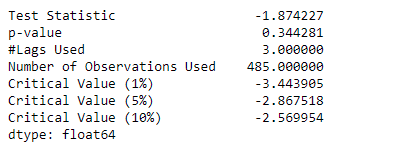 Test Statistic -1.874227
p-value 0.344281
#Lags Used 3.000000
Number of Observations Used 485.000000
Critical Value (1%) -3.443905
Critical Value (5%) -2.867518
Critical Value (10%) -2.569954
dtype: float64